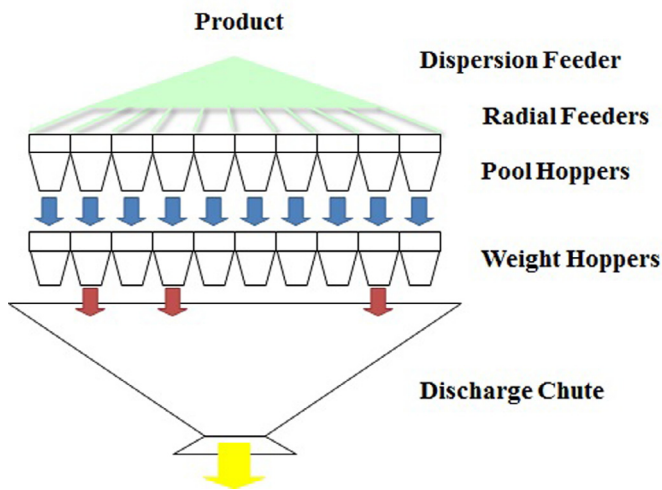 Product
Dispersion Feeder
Radial Feeders
Pool Hoppers
Weight Hoppers
Discharge Chute